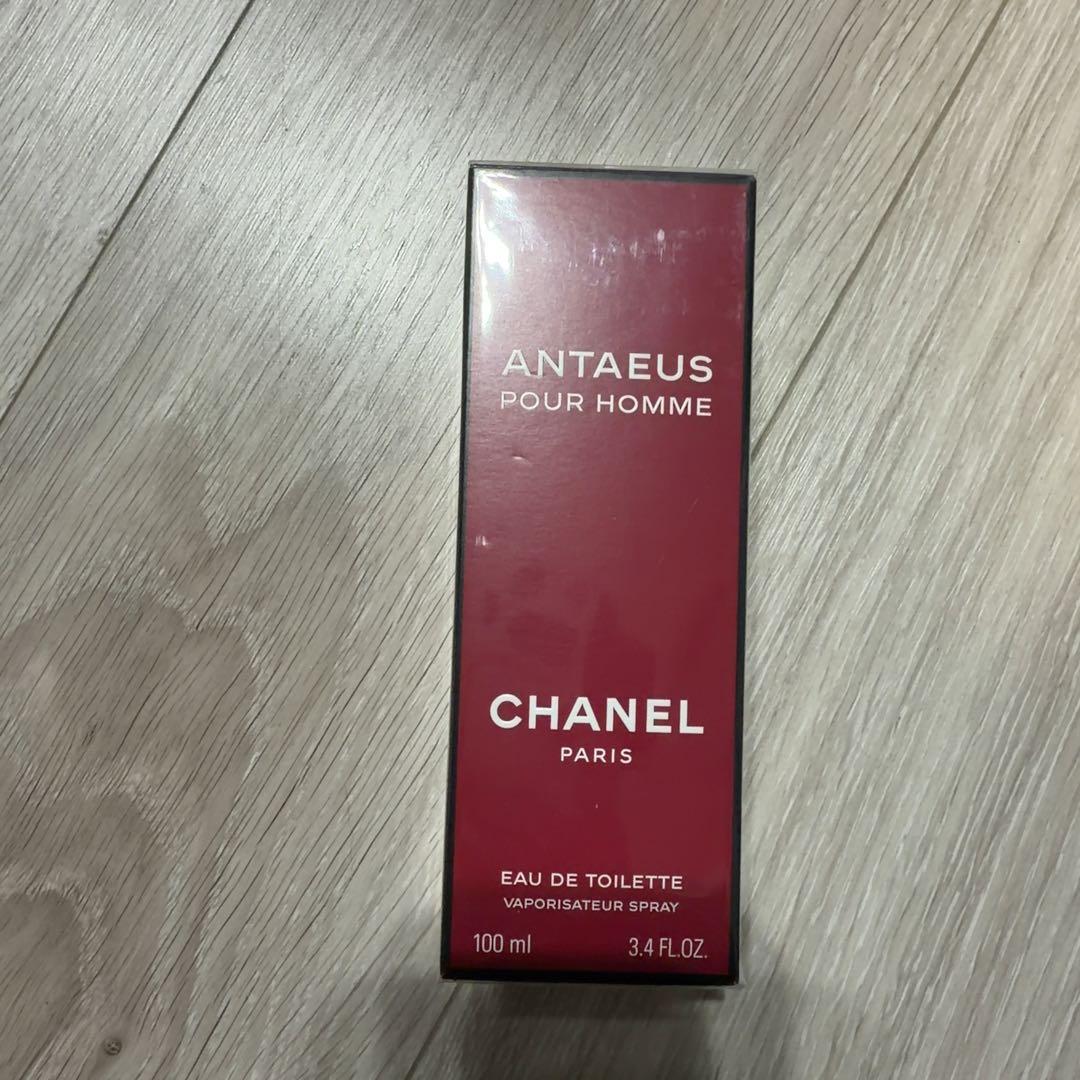 ANTAEUS
POUR HOMME
CHANEL
PARIS
EAU DE TOILETTE
VAPORISATEUR SPRAY
100 ml 3.4 FL.OZ.